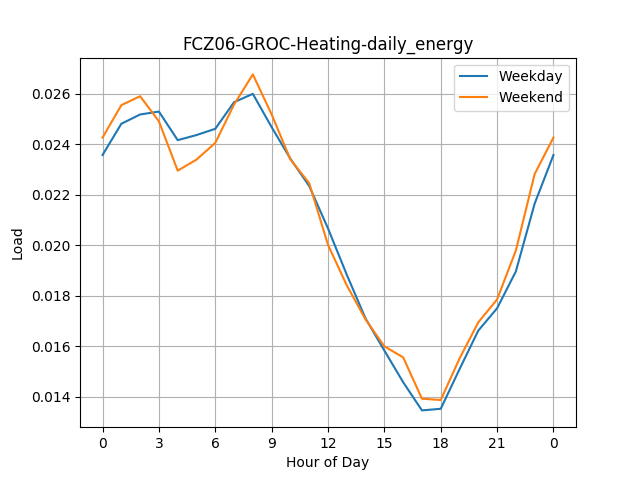 FCZ06-GROC-Heating-daily_energy
Weekday
Weekend
Load
0.026
0.024
0.022
0.020
0.018
0.016
0.014
0 3 6 9 12 15 18 21 0
Hour of Day